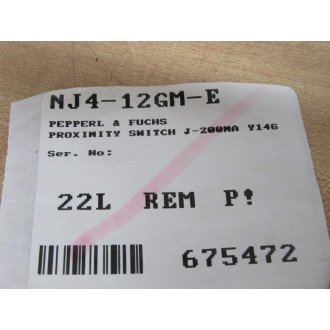 NJ4-12GM-E
PEPPERL & FUCHS
PROXIMITY SWITCH J-200MA Y146
Ser. No:
22L REM P!
675472